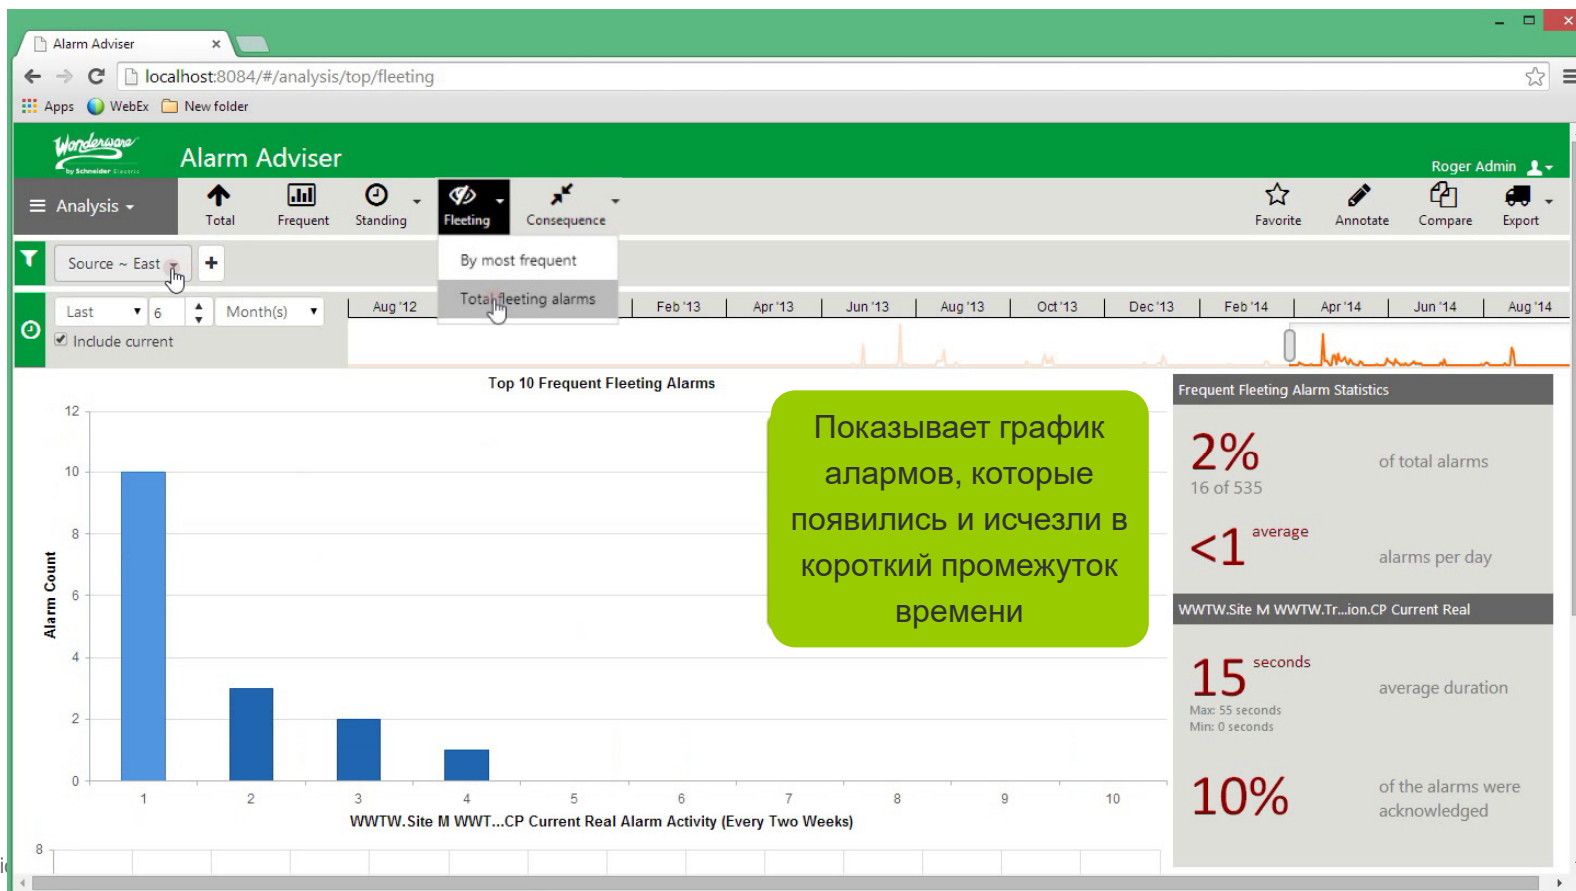 Alarm Adviser
localhost:8084/#/analysis/top/fleeting
Apps WebEx New folder
Wonderware
by Schneider Electric
Alarm Adviser
Roger Admin
Analysis
Total Frequent Standing Fleeting Consequence Favorite Annotate Compare Export
Source ~ East
By most frequent
Total fleeting alarms
Last 6 Month(s)
Include current
Aug '12 Feb '13 Apr '13 Jun '13 Aug '13 Oct '13 Dec '13 Feb '14 Apr '14 Jun '14 Aug '14
Top 10 Frequent Fleeting Alarms
Alarm Count
12
10
8
6
4
2
0
1 2 3 4 5 6 7 8 9 10
WWTW.Site M WWT...CP Current Real Alarm Activity (Every Two Weeks)
8
Показывает график
алармов, которые
появились и исчезли в
короткий промежуток
времени
Frequent Fleeting Alarm Statistics
2% of total alarms
16 of 535
<1 average alarms per day
WWTW.Site M WWTW.Tr...ion.CP Current Real
15 seconds average duration
Max: 55 seconds
Min: 0 seconds
10% of the alarms were
acknowledged